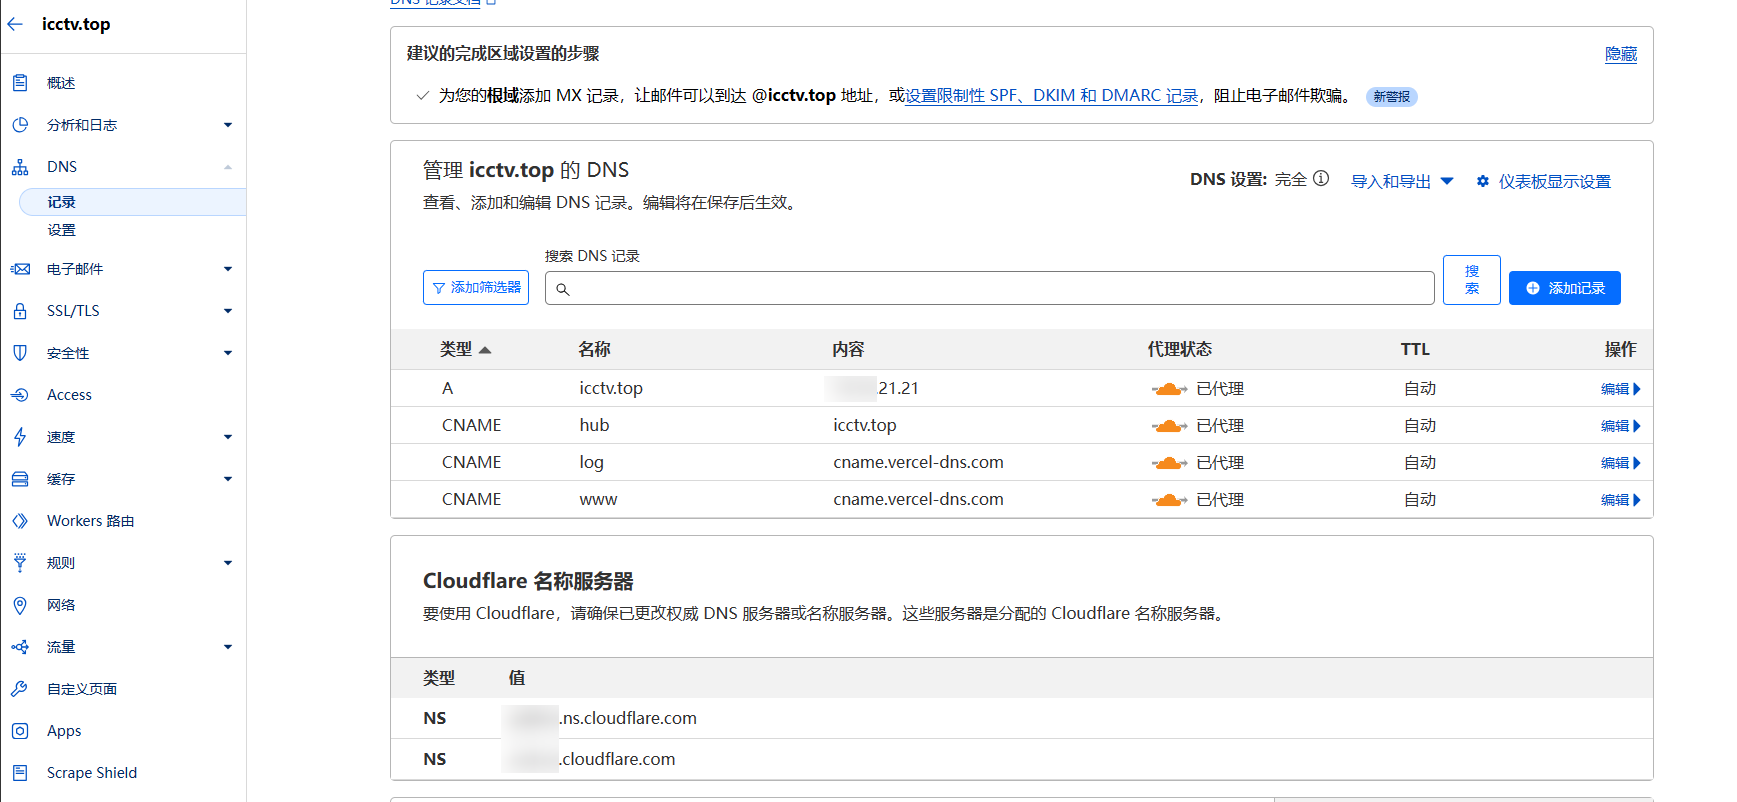 icctv.top
概述
分析和日志
DNS
记录
设置
电子邮件
SSL/TLS
安全性
Access
速度
缓存
Workers 路由
规则
网络
流量
自定义页面
Apps
Scrape Shield
DNS 记录文档
建议的完成区域设置的步骤
隐藏
为您的根域添加 MX 记录，让邮件可以到达 @icctv.top 地址，或设置限制性 SPF、DKIM 和 DMARC 记录，阻止电子邮件欺骗。 新警报
管理 icctv.top 的 DNS
查看、添加和编辑 DNS 记录。编辑将在保存后生效。
DNS 设置: 完全 导入和导出 仪表板显示设置
搜索 DNS 记录
添加筛选器
搜
索
添加记录
类型 名称 内容 代理状态 TTL 操作
A icctv.top .21.21 已代理 自动 编辑
CNAME hub icctv.top 已代理 自动 编辑
CNAME log cname.vercel-dns.com 已代理 自动 编辑
CNAME www cname.vercel-dns.com 已代理 自动 编辑
Cloudflare 名称服务器
要使用 Cloudflare，请确保已更改权威 DNS 服务器或名称服务器。这些服务器是分配的 Cloudflare 名称服务器。
类型 值
NS .ns.cloudflare.com
NS .cloudflare.com